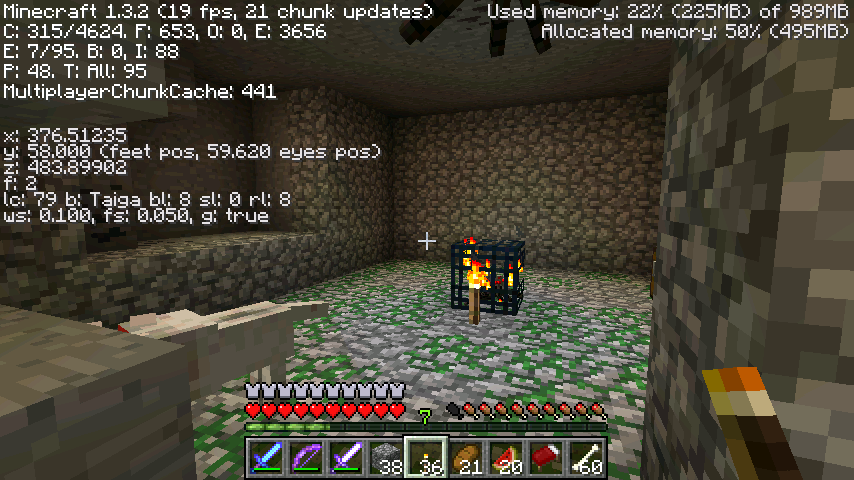 Minecraft 1.3.2 (19 fps, 21 chunk updates)
C: 315/4624. F: 653, O: 0, E: 3656
E: 7/95. B: 0, I: 88
P: 48. T: All: 95
MultiplayerChunkCache: 441
Used memory: 22% (225MB) of 989MB
Allocated memory: 50% (495MB)
x: 376.51235
y: 58.000 (feet pos, 59.620 eyes pos)
z: 483.89902
f: 2
lc: 79 b: Taiga bl: 8 sl: 0 rl: 8
ws: 0.100, fs: 0.050, g: true
7
38 36 21 20 60